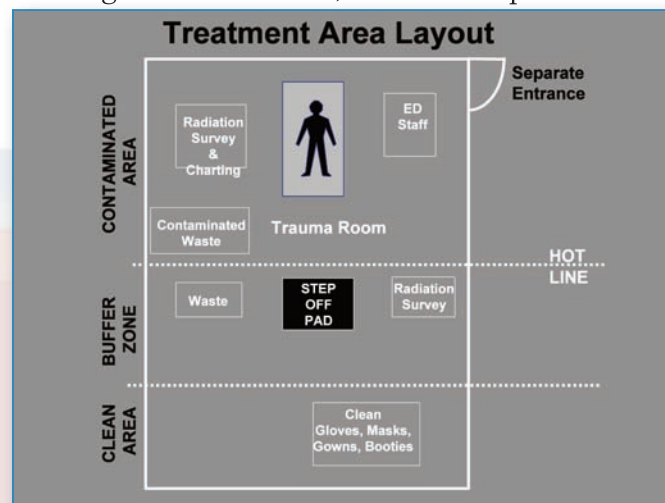 Treatment Area Layout
Separate
Entrance
CONTAMINATED
AREA
Radiation
Survey
&
Charting
ED
Staff
Contaminated
Waste
Trauma Room
HOT
LINE
BUFFER
ZONE
Waste
STEP
OFF
PAD
Radiation
Survey
CLEAN
AREA
Clean
Gloves, Masks,
Gowns, Booties